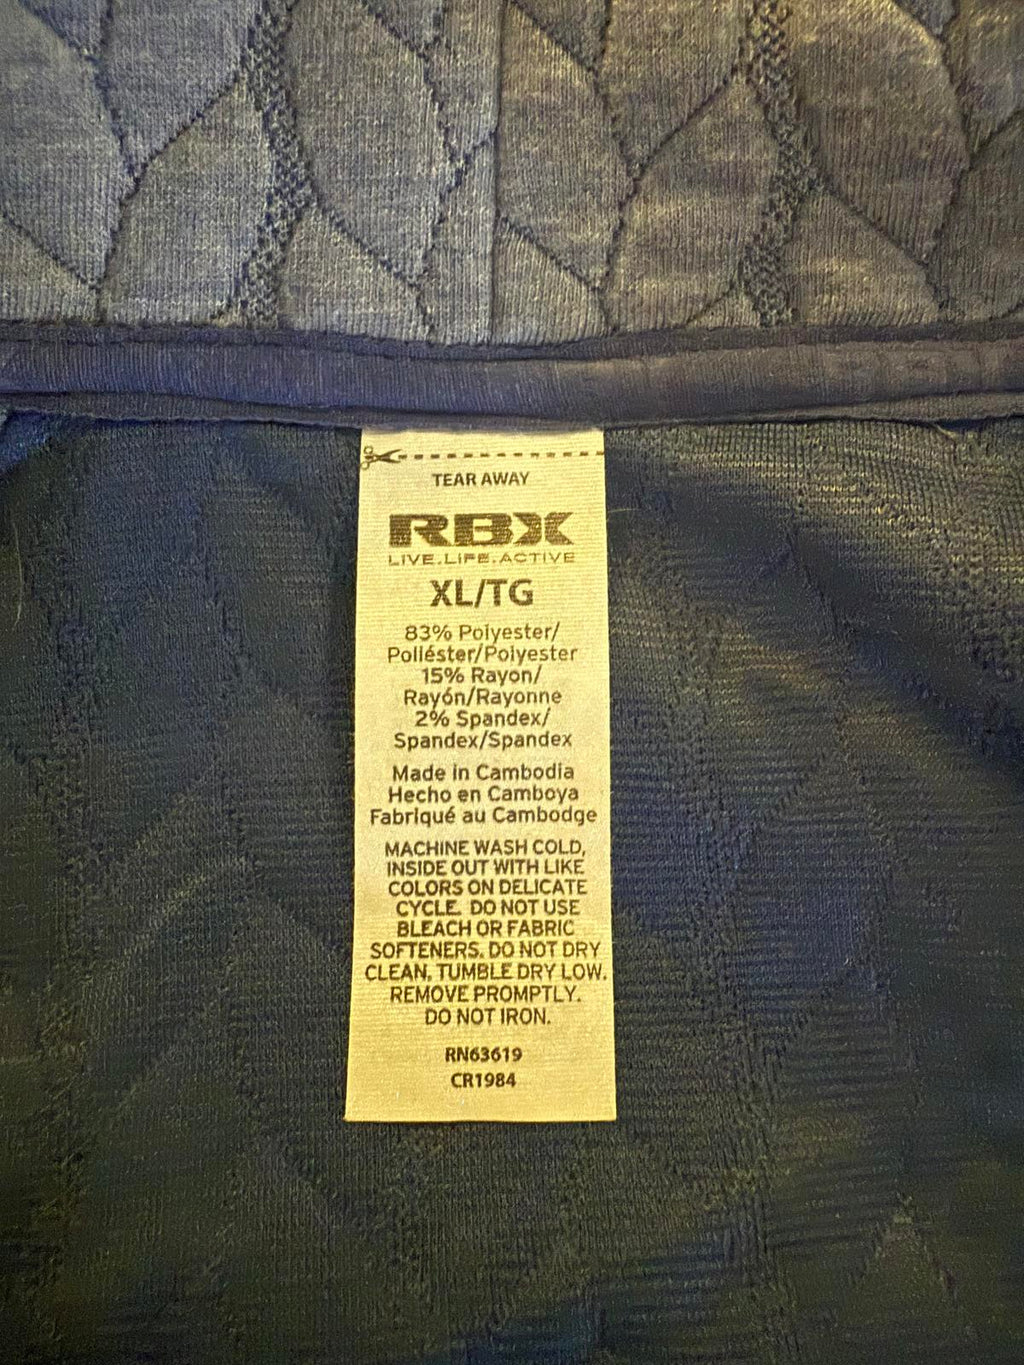 TEAR AWAY
RBX
LIVE.LIFE.ACTIVE
XL/TG
83% Polyester/
Poliéster/Polyester
15% Rayon/
Rayón/Rayonne
2% Spandex/
Spandex/Spandex
Made in Cambodia
Hecho en Camboya
Fabriqué au Cambodge
MACHINE WASH COLD,
INSIDE OUT WITH LIKE
COLORS ON DELICATE
CYCLE. DO NOT USE
BLEACH OR FABRIC
SOFTENERS. DO NOT DRY
CLEAN. TUMBLE DRY LOW.
REMOVE PROMPTLY.
DO NOT IRON.
RN63619
CR1984